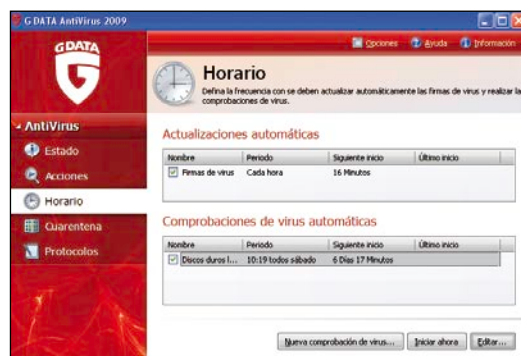 G DATA AntiVirus 2009
G DATA
Opciones Ayuda Información
Horario
Defina la frecuencia con se deben actualizar automáticamente las firmas de virus y realizar la
comprobaciones de virus.
AntiVirus
Estado
Acciones
Horario
Cuarentena
Protocolos
Actualizaciones automáticas
Nombre Periodo Siguiente inicio Último inicio
Firmas de virus Cada hora 16 Minutos
Comprobaciones de virus automáticas
Nombre Periodo Siguiente inicio Último inicio
Discos duros l... 10:19 todos sábado 6 Días 17 Minutos
Nueva comprobación de virus... Iniciar ahora Editar...